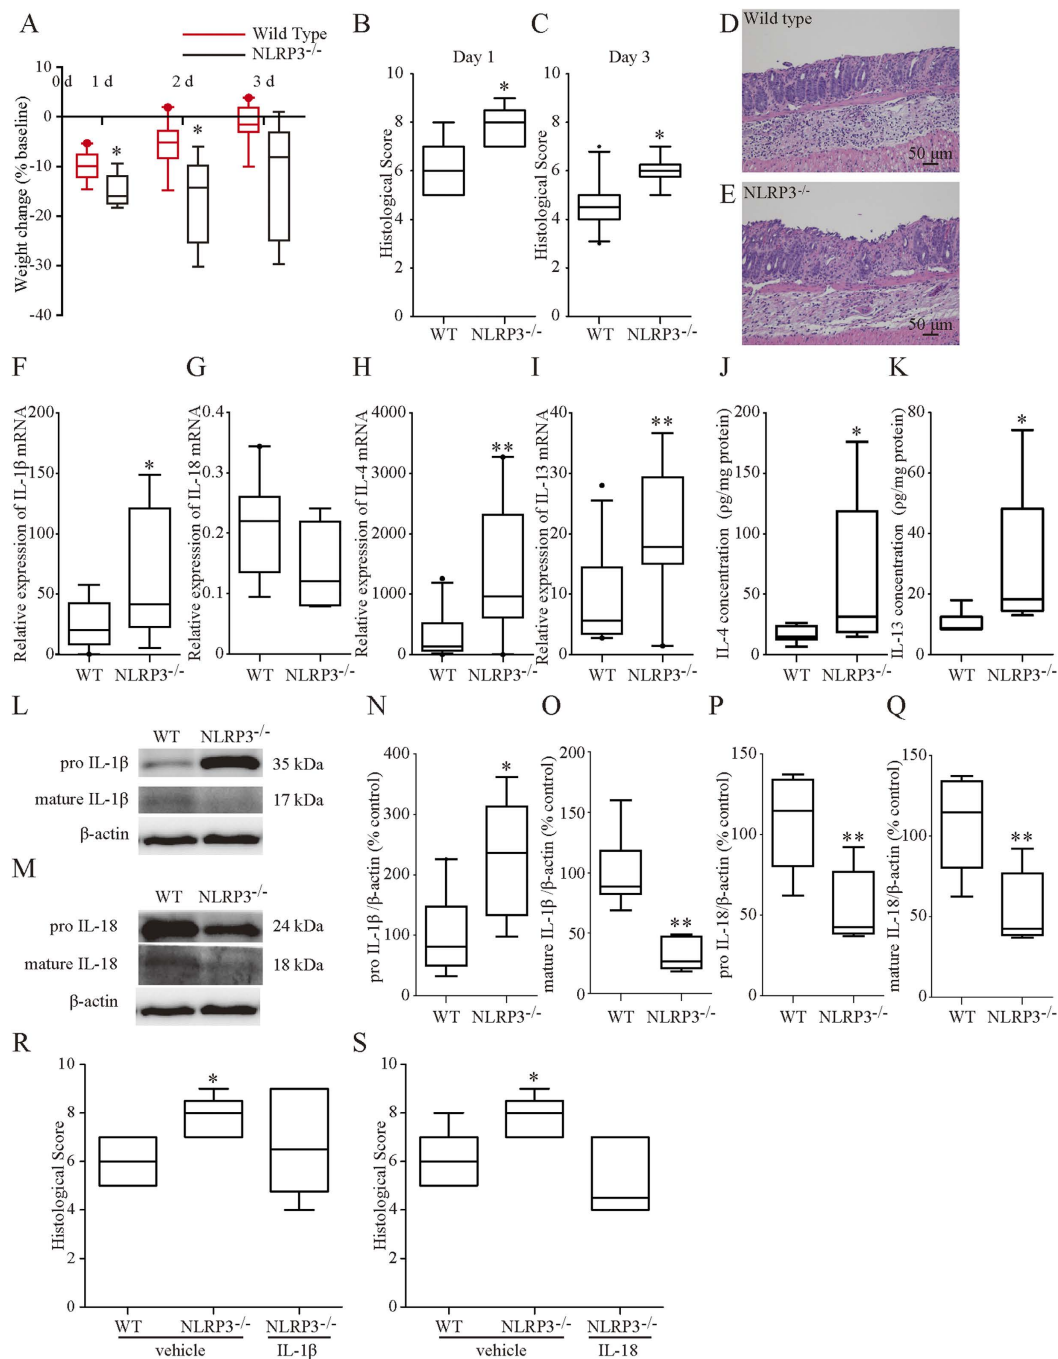 A
Wild Type
NLRP3-/-
Weight change (% baseline)
10
0
-10
-20
-30
-40
0 d
1 d
2 d
3 d
*
*
B
Day 1
Histological Score
10
8
6
4
2
0
*
WT NLRP3-/-
C
Day 3
Histological Score
10
8
6
4
2
0
*
WT NLRP3-/-
D
Wild type
50 µm
E
NLRP3-/-
50 µm
F
Relative expression of IL-1β mRNA
200
150
100
50
0
*
WT NLRP3-/-
G
Relative expression of IL-18 mRNA
0.4
0.3
0.2
0.1
0
WT NLRP3-/-
H
Relative expression of IL-4 mRNA
4000
3000
2000
1000
0
**
WT NLRP3-/-
I
Relative expression of IL-13 mRNA
40
30
20
10
0
**
WT NLRP3-/-
J
IL-4 concentration (ρg/mg protein)
200
150
100
50
0
*
WT NLRP3-/-
K
IL-13 concentration (ρg/mg protein)
80
60
40
20
0
*
WT NLRP3-/-
L
WT NLRP3-/-
pro IL-1β 35 kDa
mature IL-1β 17 kDa
β-actin
M
WT NLRP3-/-
pro IL-18 24 kDa
mature IL-18 18 kDa
β-actin
N
pro IL-1β /β-actin (% control)
400
300
200
100
0
*
WT NLRP3-/-
O
mature IL-1β /β-actin (% control)
200
150
100
50
0
**
WT NLRP3-/-
P
pro IL-18/β-actin (% control)
150
100
50
0
**
WT NLRP3-/-
Q
mature IL-18/β-actin (% control)
150
100
50
0
**
WT NLRP3-/-
R
Histological Score
10
8
6
4
2
0
*
WT NLRP3-/- NLRP3-/-
vehicle IL-1β
S
Histological Score
10
8
6
4
2
0
*
WT NLRP3-/- NLRP3-/-
vehicle IL-18